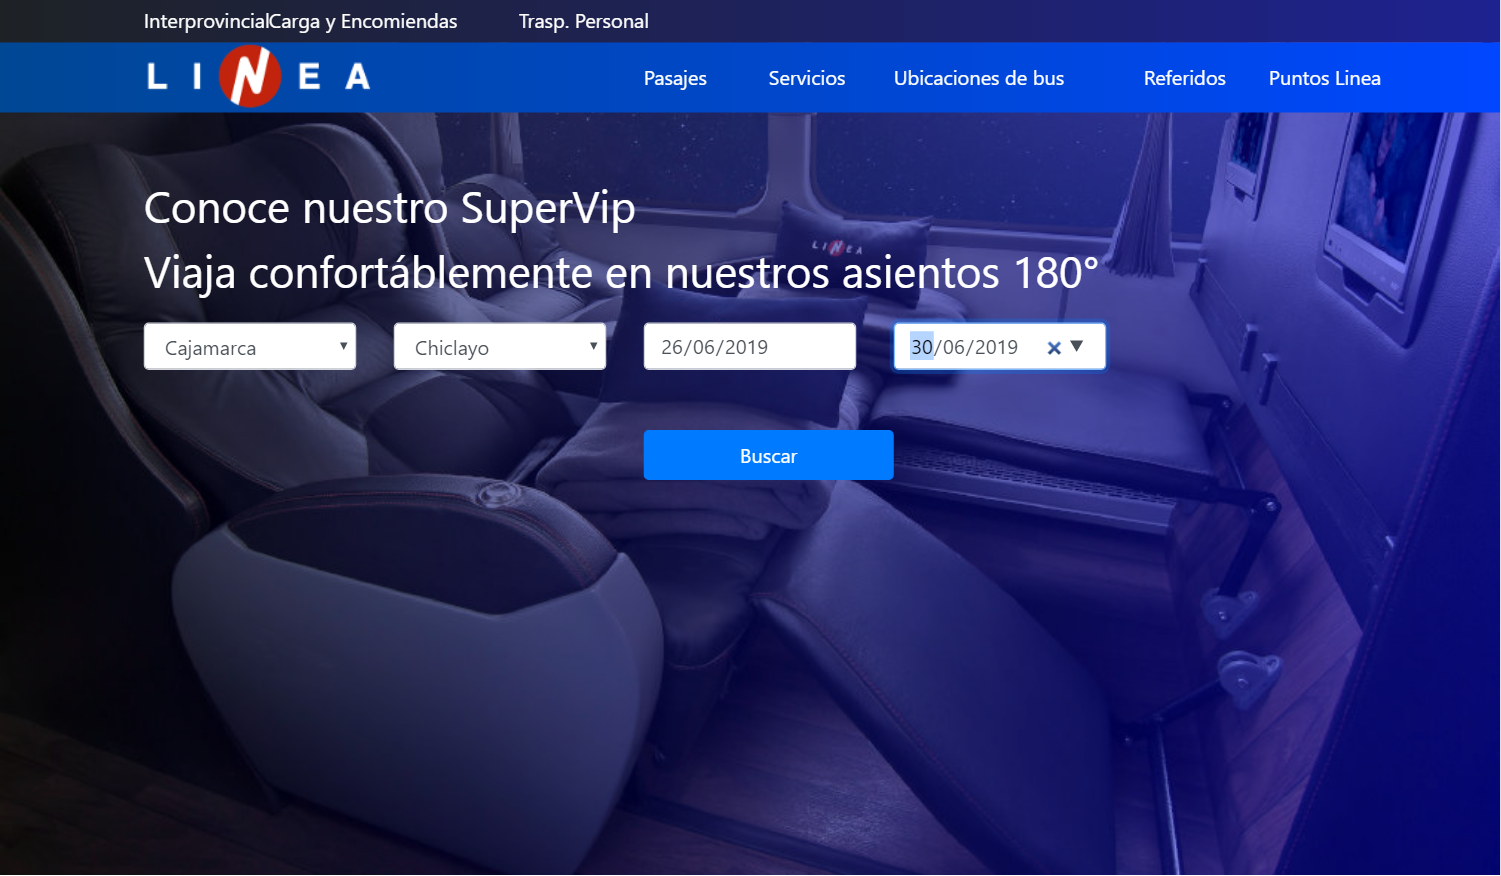 InterprovincialCarga y Encomiendas Trasp. Personal
LINEA Pasajes Servicios Ubicaciones de bus Referidos Puntos Linea
Conoce nuestro SuperVip
LINEA
Viaja confortáblemente en nuestros asientos 180°
Cajamarca Chiclayo 26/06/2019 30/06/2019
Buscar